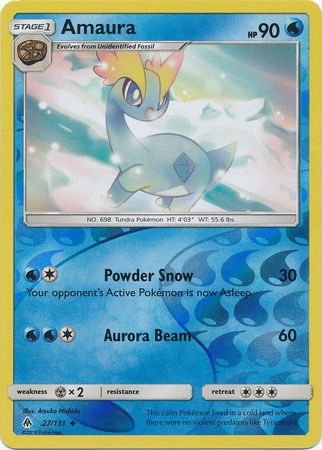 STAGE 1
Amaura
HP 90
Evolves from Unidentified Fossil
NO. 698 Tundra Pokémon HT: 4'03" WT: 55.6 lbs.
Powder Snow 30
Your opponent's Active Pokémon is now Asleep.
Aurora Beam 60
weakness × 2 resistance retreat
Illus. Atsuko Nishida
27/131
©2018 Pokémon
This calm Pokémon lived in a cold land where
there were no violent predators like Tyrantrum.